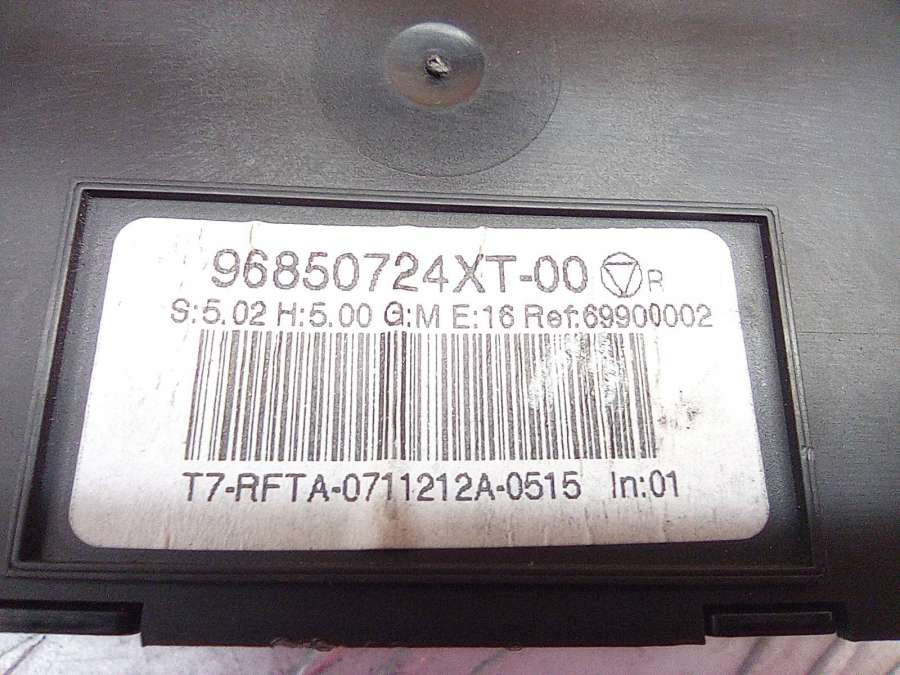 96850724XT-00 R
S:5.02 H:5.00 G:M E:16 Ref:69900002
T7-RFTA-0711212A-0515 In:01